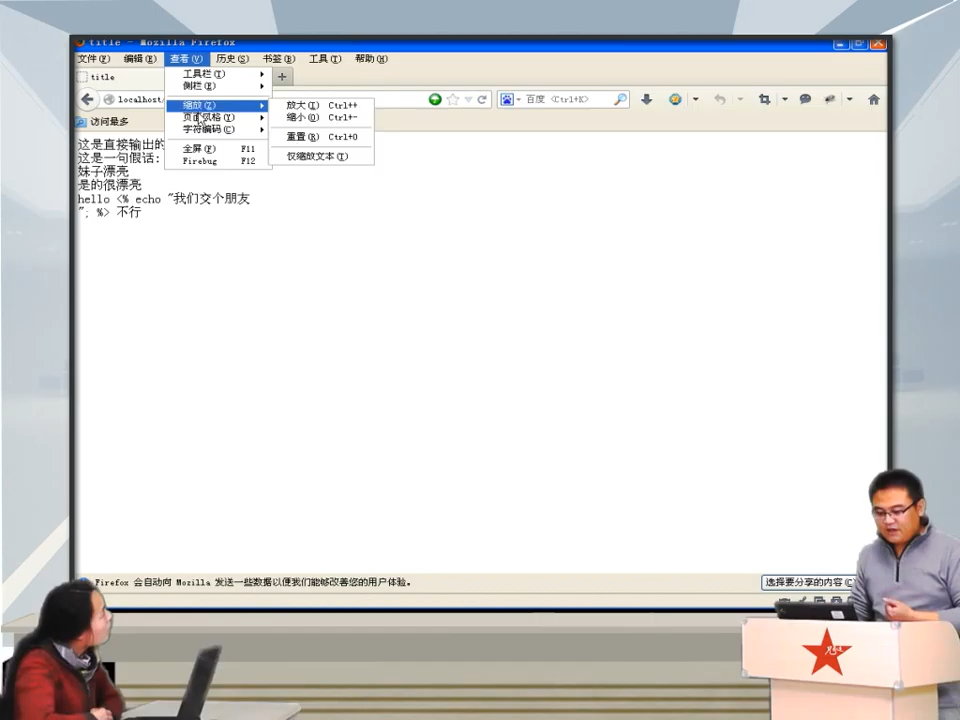 title - Mozilla Firefox
文件(F) 编辑(E) 查看(V) 历史(S) 书签(B) 工具(T) 帮助(H)
title
工具栏(T)
侧栏(E)
localhost
缩放(Z)
放大(I) Ctrl++
百度 <Ctrl+K>
页面风格(Y)
缩小(O) Ctrl+-
访问最多
字符编码(C)
重置(R) Ctrl+0
这是直接输出的
全屏(F) F11
仅缩放文本(T)
这是一句假话:
Firebug F12
妹子漂亮
是的很漂亮
hello <% echo "我们交个朋友
"; %> 不行
Firefox 会自动向 Mozilla 发送一些数据以便我们能够改善您的用户体验。
选择要分享的内容(C)